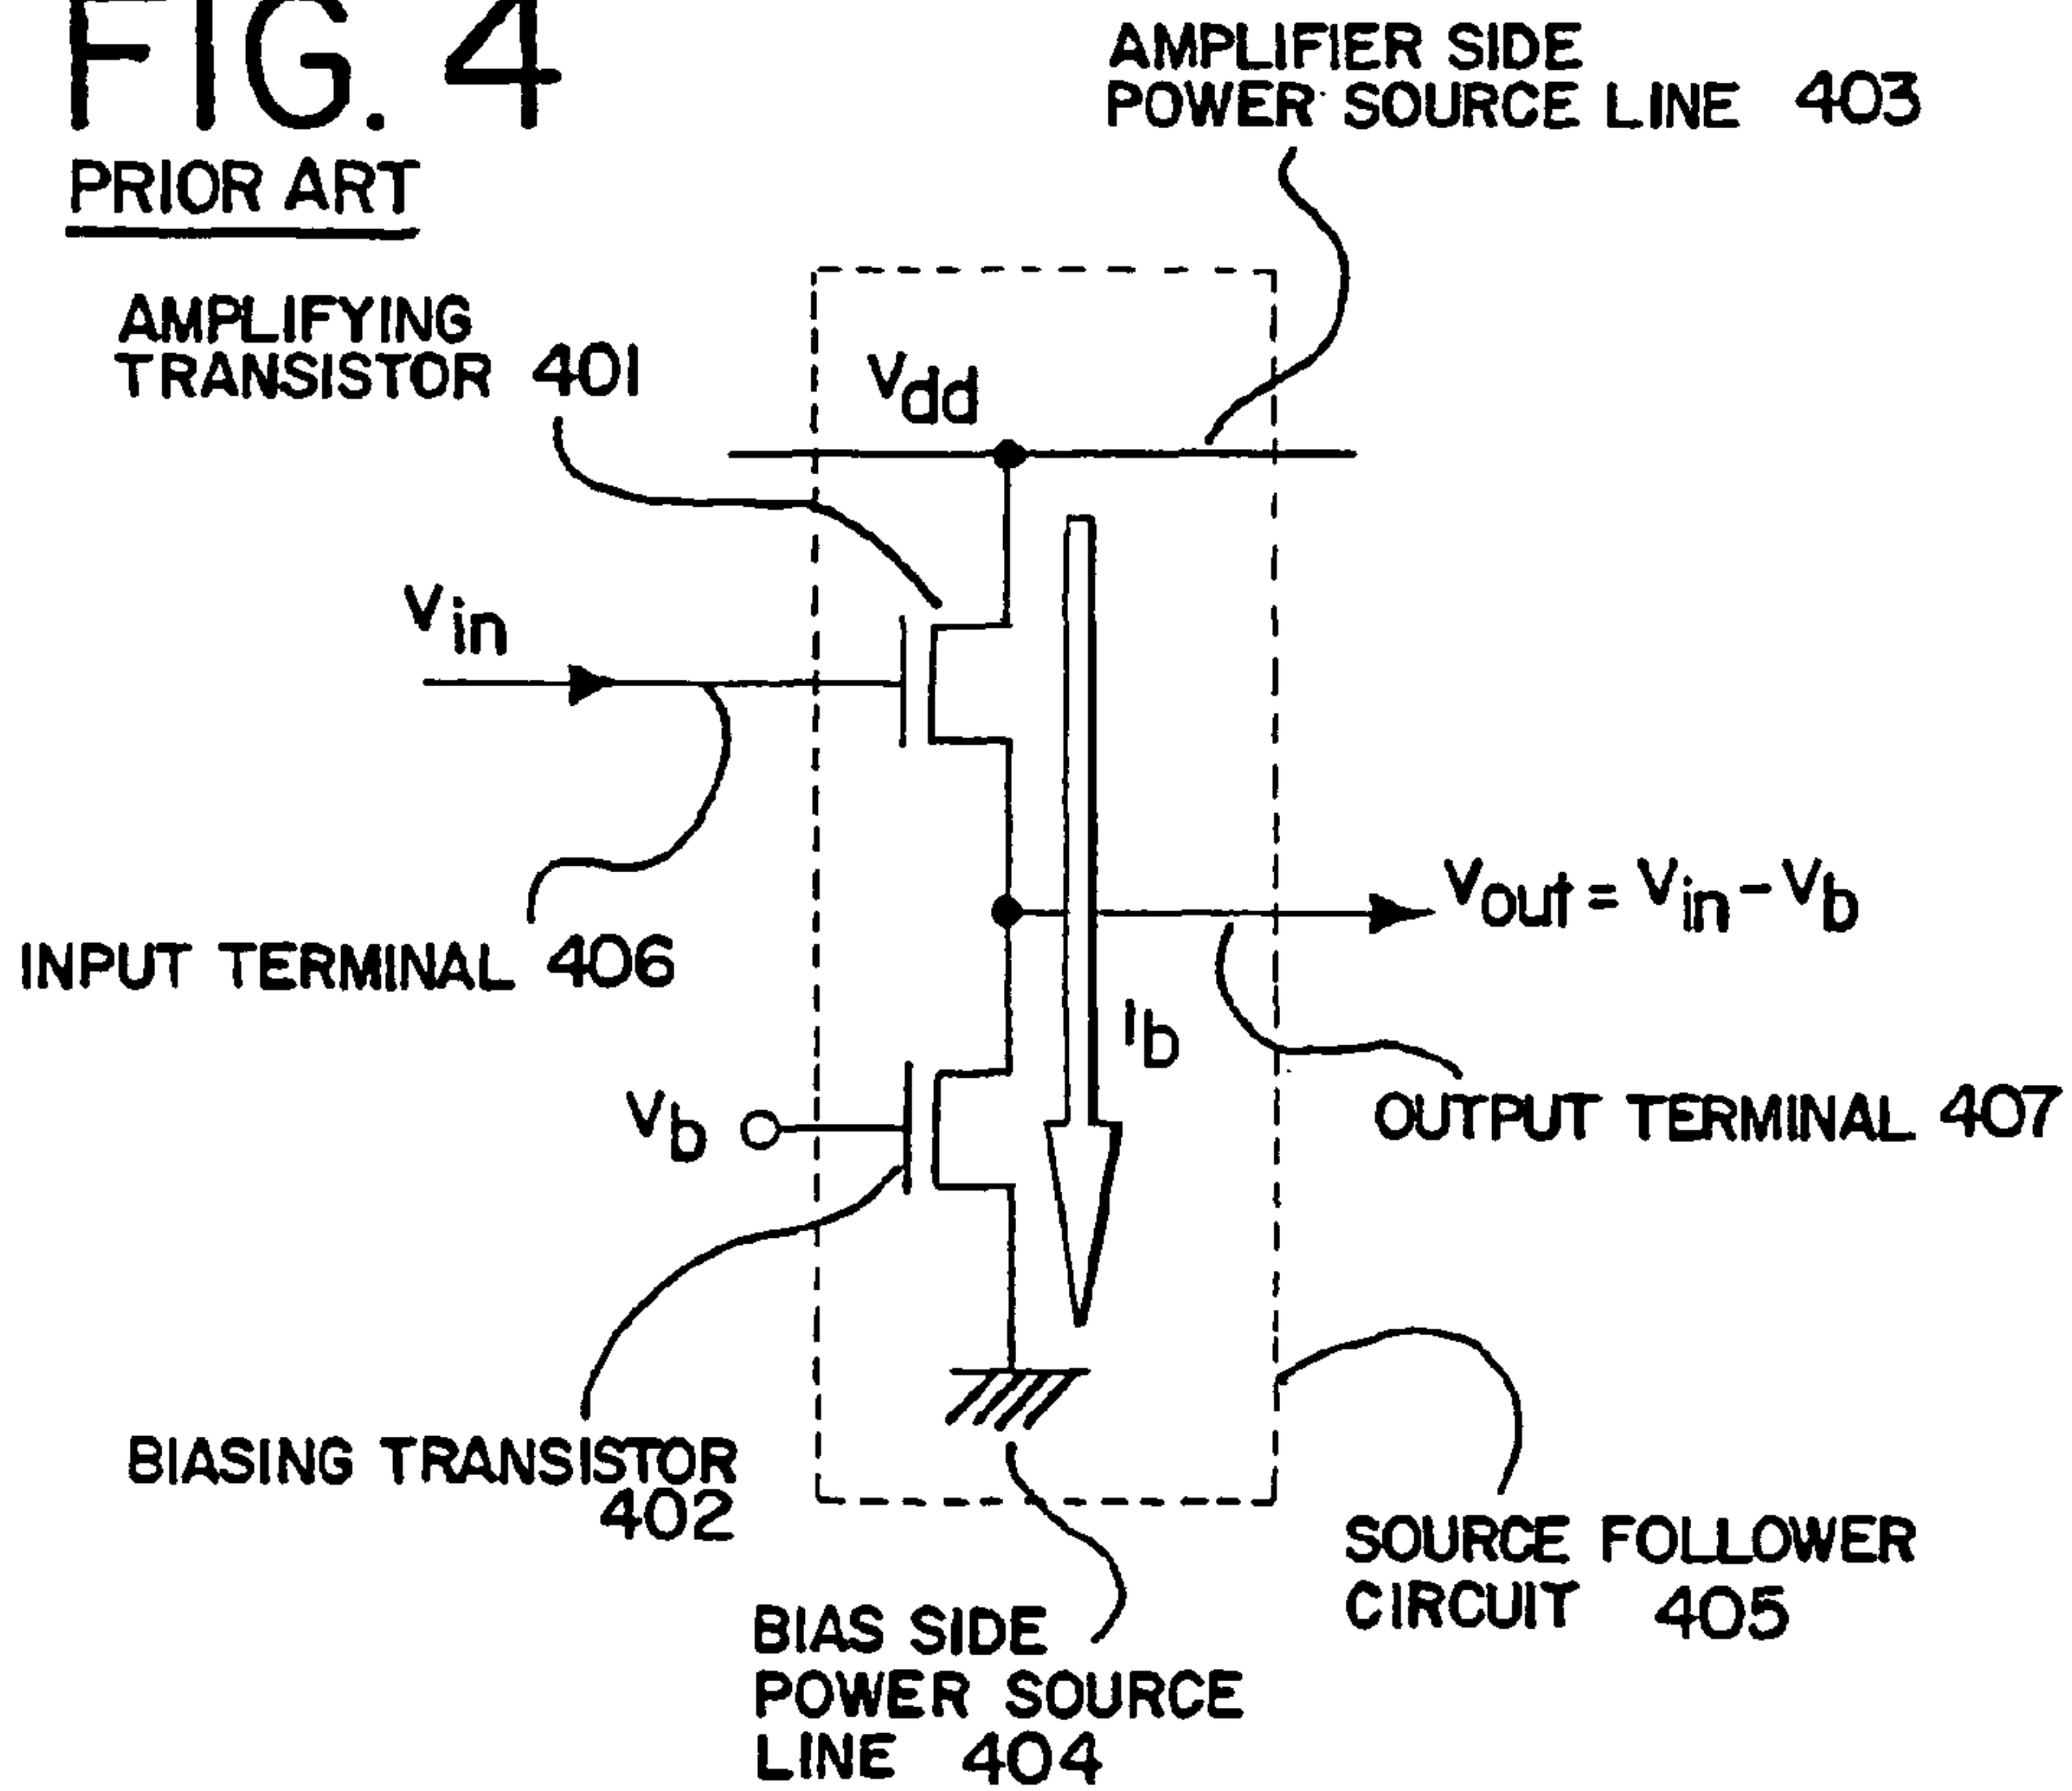 FIG. 4
PRIOR ART
AMPLIFIER SIDE
POWER SOURCE LINE 403
AMPLIFYING
TRANSISTOR 401
Vdd
Vin
Vout = Vin - Vb
INPUT TERMINAL 406
Ib
Vb
OUTPUT TERMINAL 407
BIASING TRANSISTOR
402
SOURCE FOLLOWER
CIRCUIT 405
BIAS SIDE
POWER SOURCE
LINE 404